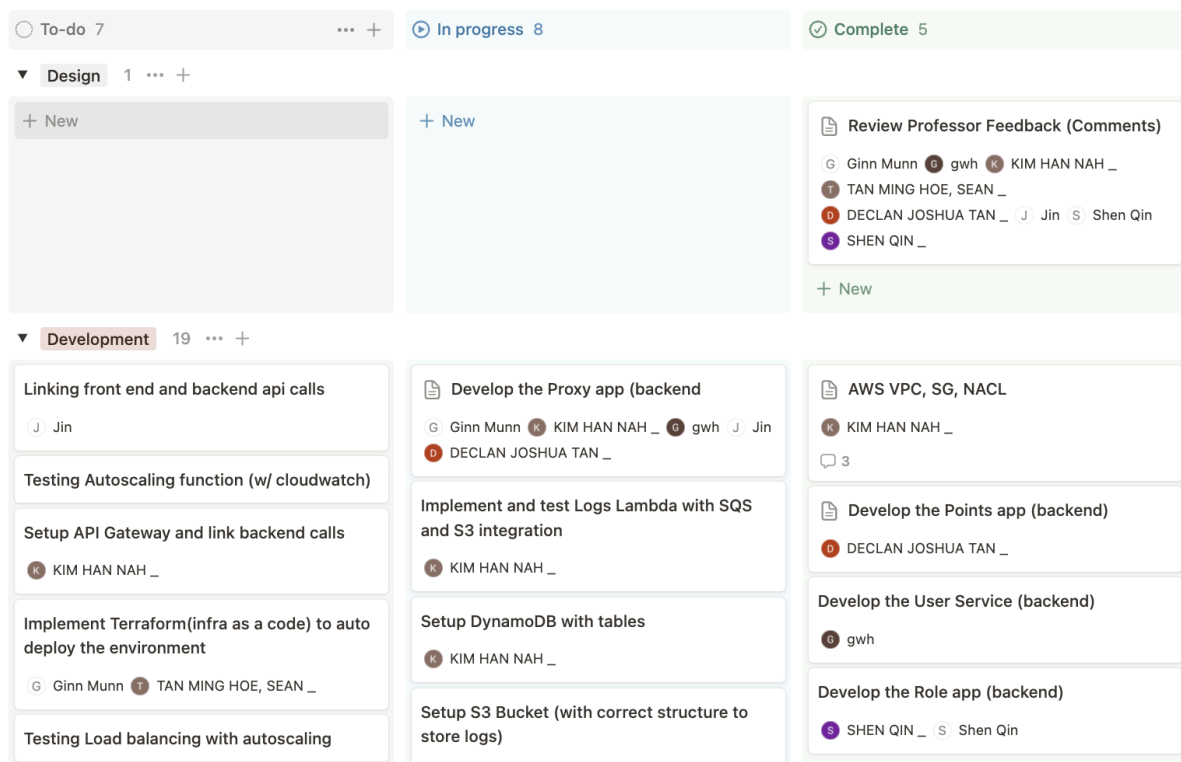 To-do 7
In progress 8
Complete 5
Design 1
New
New
Review Professor Feedback (Comments)
G Ginn Munn G gwh K KIM HAN NAH _
T TAN MING HOE, SEAN _
D DECLAN JOSHUA TAN _ J Jin S Shen Qin
S SHEN QIN _
New
Development 19
Linking front end and backend api calls
J Jin
Testing Autoscaling function (w/ cloudwatch)
Setup API Gateway and link backend calls
K KIM HAN NAH _
Implement Terraform(infra as a code) to auto
deploy the environment
G Ginn Munn T TAN MING HOE, SEAN _
Testing Load balancing with autoscaling
Develop the Proxy app (backend
G Ginn Munn K KIM HAN NAH _ G gwh J Jin
D DECLAN JOSHUA TAN _
Implement and test Logs Lambda with SQS
and S3 integration
K KIM HAN NAH _
Setup DynamoDB with tables
K KIM HAN NAH _
Setup S3 Bucket (with correct structure to
store logs)
AWS VPC, SG, NACL
K KIM HAN NAH _
3
Develop the Points app (backend)
D DECLAN JOSHUA TAN _
Develop the User Service (backend)
G gwh
Develop the Role app (backend)
S SHEN QIN _ S Shen Qin